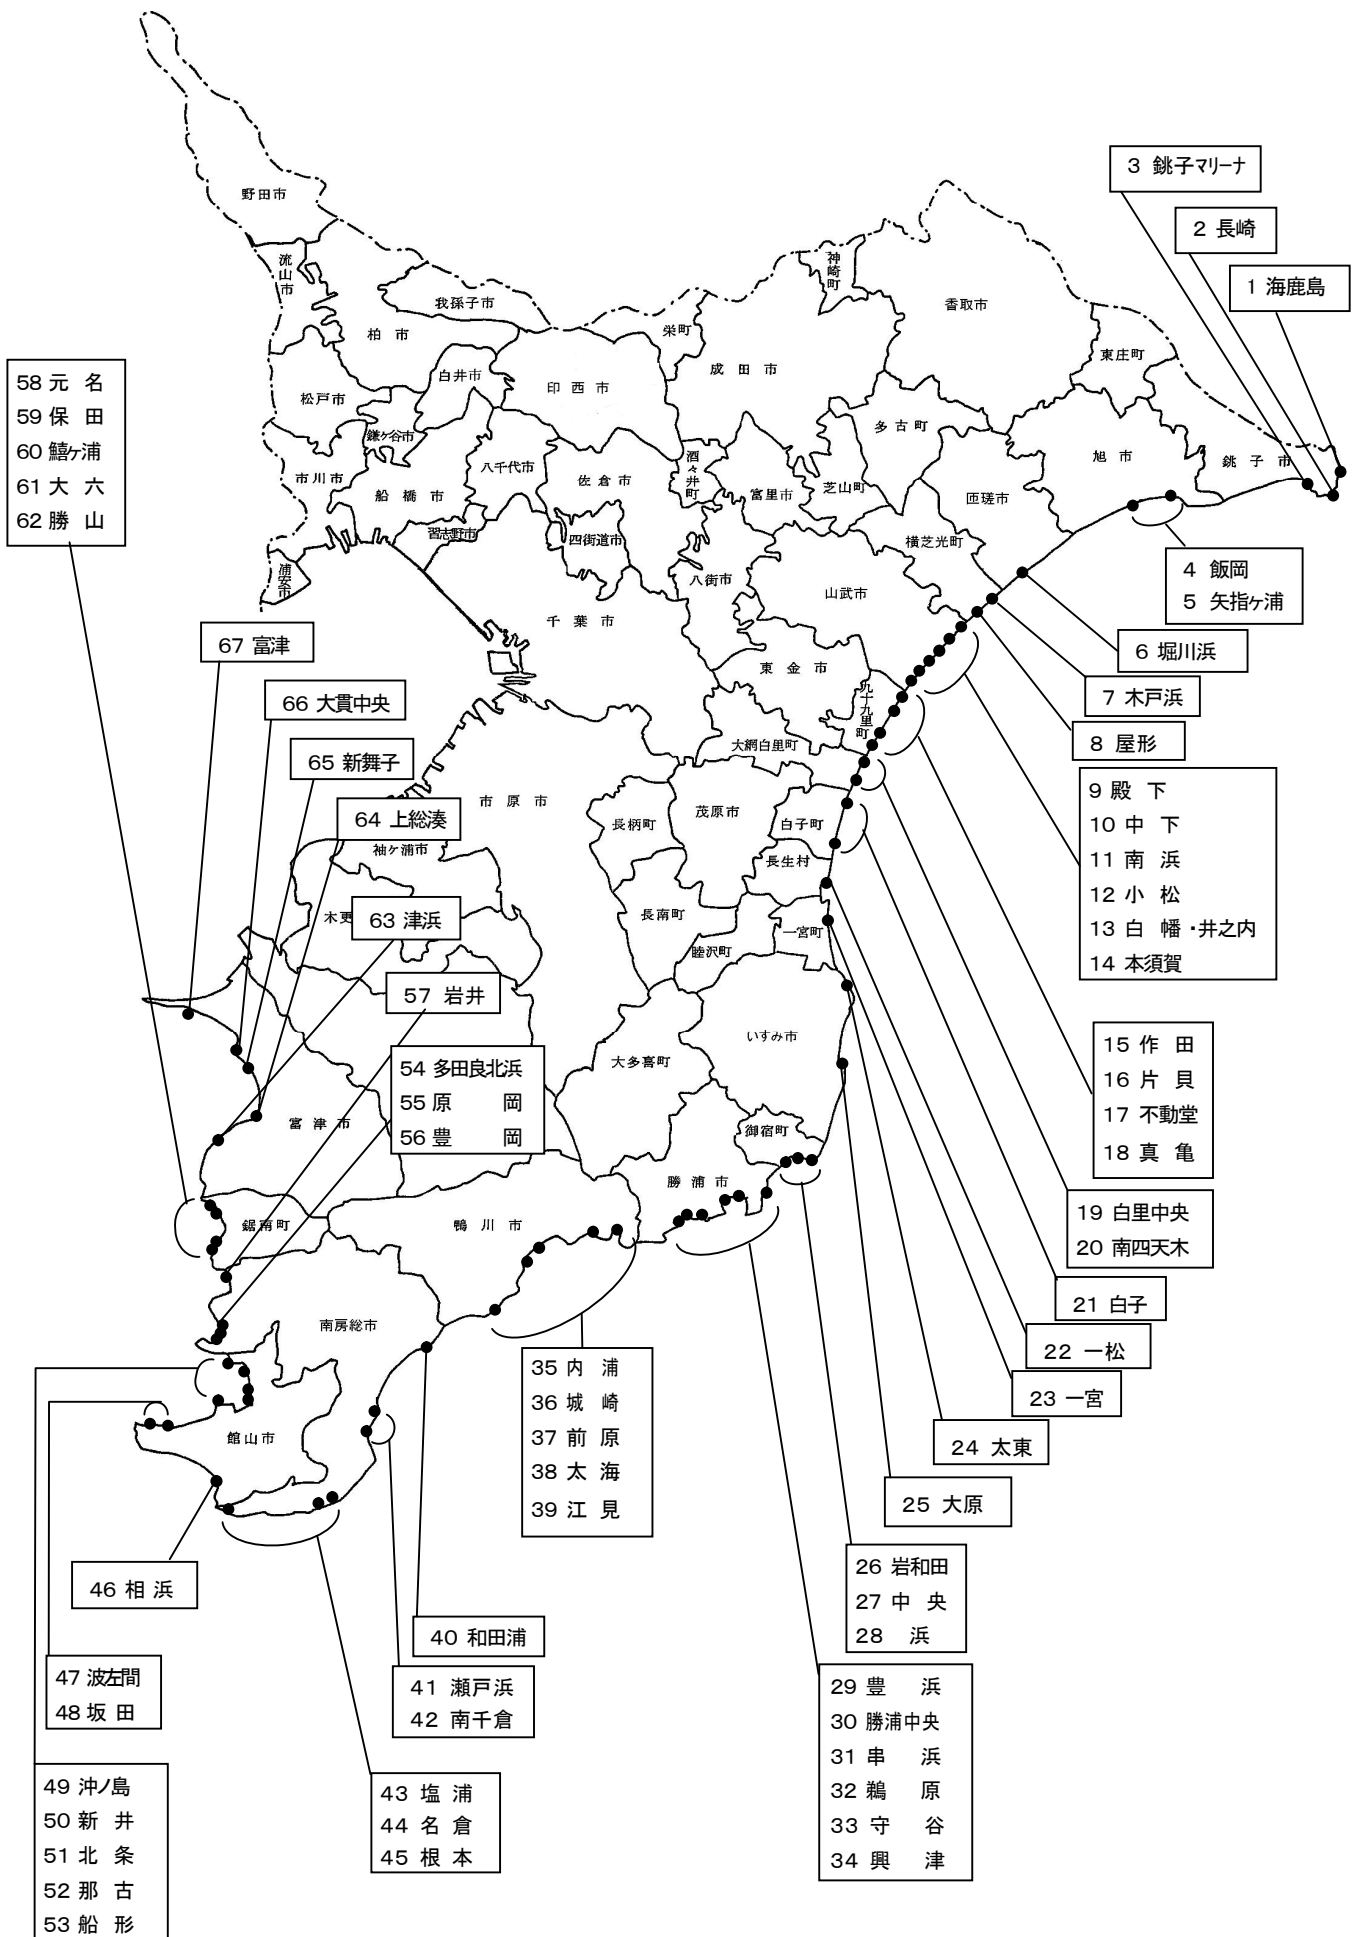 野田市
流山市
我孫子市
柏 市
松戸市
白井市
鎌ケ谷市
市川市
船 橋 市
八千代市
習志野市
浦安市
印 西 市
栄町
成 田 市
神崎町
香取市
東庄町
多 古 町
旭 市
銚 子 市
匝瑳市
佐 倉 市
酒々井町
富里市
芝山町
横芝光町
四街道市
八街市
山武市
千 葉 市
東 金 市
九十九里町
大網白里町
市 原 市
茂原市
長柄町
白子町
長生村
袖ケ浦市
木更
長南町
一宮町
睦沢町
いすみ市
大多喜町
御宿町
勝浦市
富 津 市
鋸南町
鴨 川 市
南房総市
館山市
1 海鹿島
2 長崎
3 銚子マリーナ
4 飯岡
5 矢指ヶ浦
6 堀川浜
7 木戸浜
8 屋形
9 殿 下
10 中 下
11 南 浜
12 小 松
13 白 幡・井之内
14 本須賀
15 作 田
16 片 貝
17 不動堂
18 真 亀
19 白里中央
20 南四天木
21 白子
22 一松
23 一宮
24 太東
25 大原
26 岩和田
27 中 央
28 浜
29 豊 浜
30 勝浦中央
31 串 浜
32 鵜 原
33 守 谷
34 興 津
35 内 浦
36 城 崎
37 前 原
38 太 海
39 江 見
40 和田浦
41 瀬戸浜
42 南千倉
43 塩 浦
44 名 倉
45 根 本
46 相 浜
47 波左間
48 坂 田
49 沖ノ島
50 新 井
51 北 条
52 那 古
53 船 形
54 多田良北浜
55 原 岡
56 豊 岡
57 岩井
58 元 名
59 保 田
60 鱚ヶ浦
61 大 六
62 勝 山
63 津浜
64 上総湊
65 新舞子
66 大貫中央
67 富津